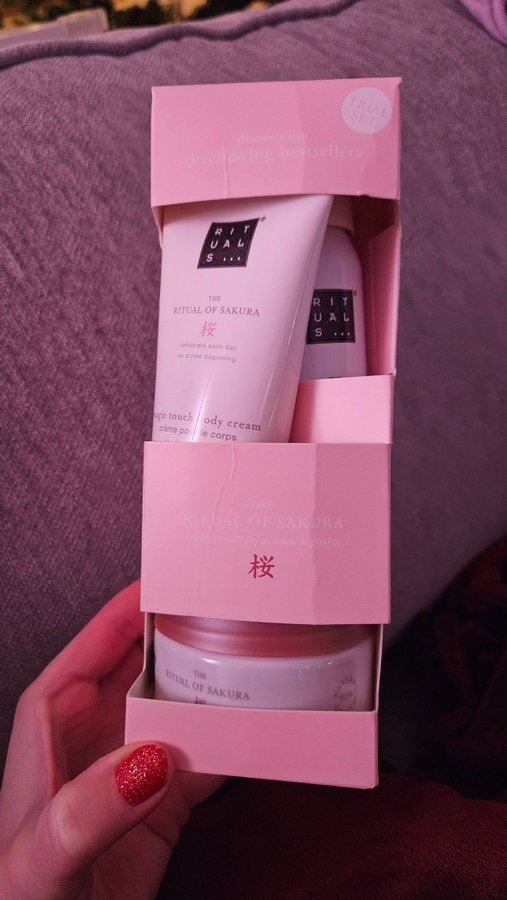 TRIAL
SET
discover our
3 renewing bestsellers
RIT
UAL
S...
THE
RITUAL OF SAKURA
桜
celebrate each day
as a new beginning
RIT
UAL
S...
magic touch body cream
crème pour le corps
THE
RITUAL OF SAKURA
celebrate each day as a new beginning
桜
THE
RITUAL OF SAKURA
桜